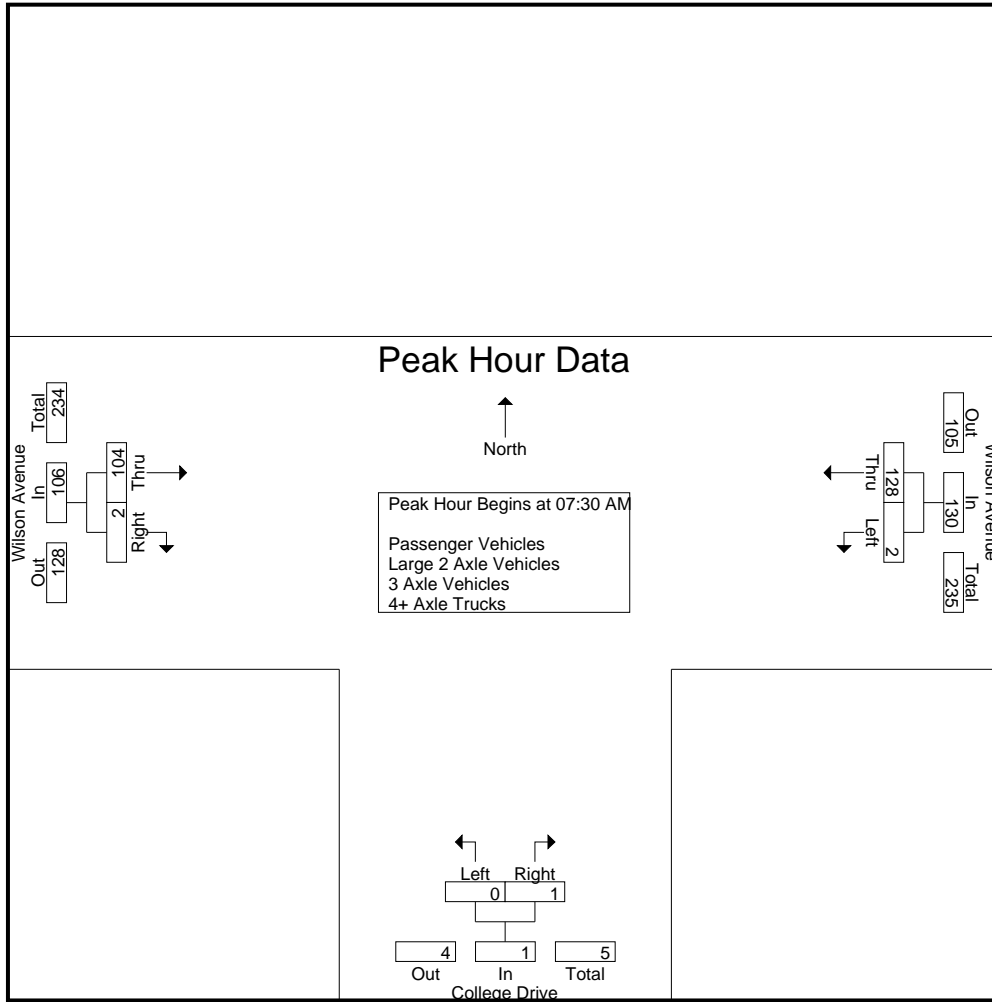 Peak Hour Data
North
Peak Hour Begins at 07:30 AM
Passenger Vehicles
Large 2 Axle Vehicles
3 Axle Vehicles
4+ Axle Trucks
Wilson Avenue
Out In Total
128 106 234
Right Thru
2 104
Wilson Avenue
Out In Total
105 130 235
Thru Left
128 2
Left Right
0 1
4 1 5
Out In Total
College Drive